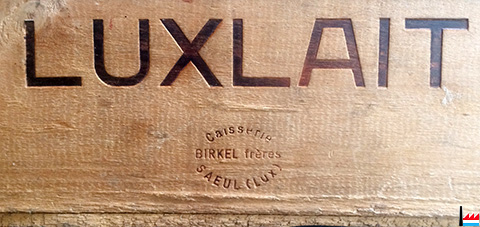 LUXLAIT
Caisserie
BIRKEL frères
SAEUL (LUX)